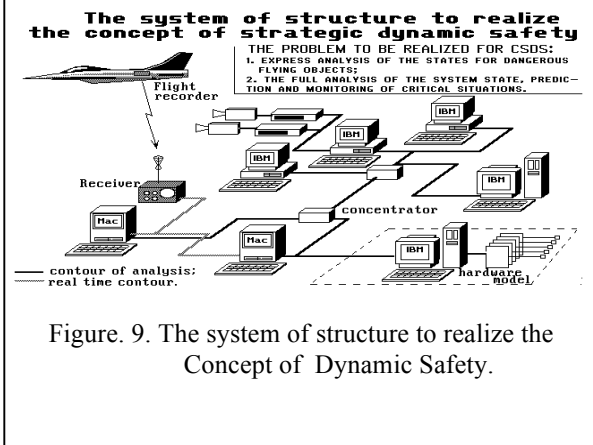 The system of structure to realize
the concept of strategic dynamic safety
THE PROBLEM TO BE REALIZED FOR CSDS:
1. EXPRESS ANALYSIS OF THE STATES FOR DANGEROUS
FLYING OBJECTS;
2. THE FULL ANALYSIS OF THE SYSTEM STATE, PREDIC-
TION AND MONITORING OF CRITICAL SITUATIONS.
Flight
recorder
IBM
IBM
IBM
IBM
Receiver
concentrator
Mac
Mac
IBM
hardware
model
contour of analysis;
real time contour.
Figure. 9. The system of structure to realize the
Concept of Dynamic Safety.